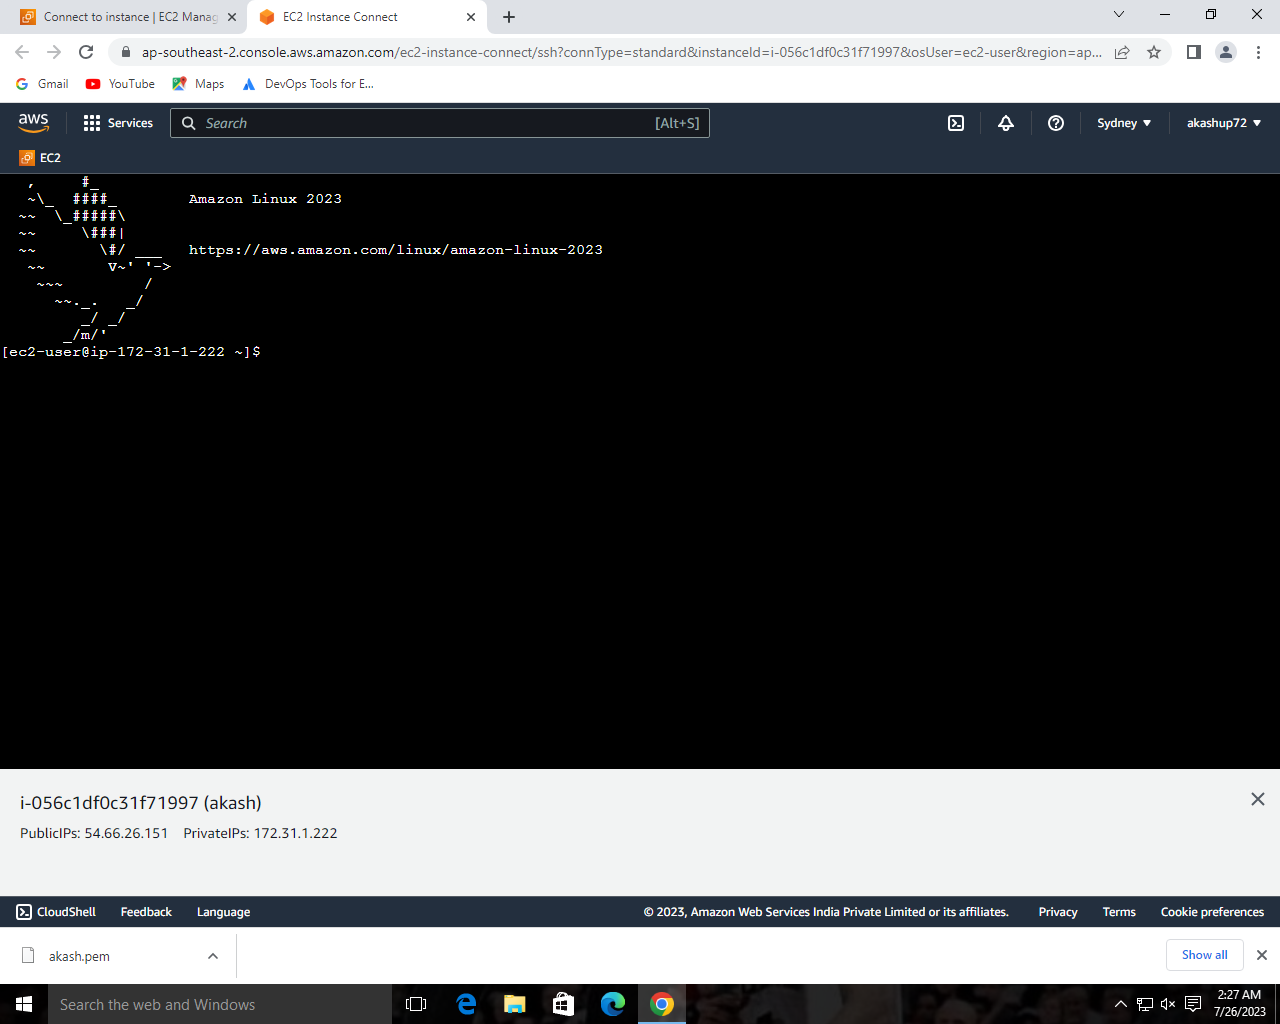 Connect to instance | EC2 Manag
EC2 Instance Connect
ap-southeast-2.console.aws.amazon.com/ec2-instance-connect/ssh?connType=standard&instanceId=i-056c1df0c31f71997&osUser=ec2-user&region=ap...
Gmail
YouTube
Maps
DevOps Tools for E...
aws
Services
Search
[Alt+S]
Sydney
akashup72
EC2
   ,     #_
   ~\_  ####_        Amazon Linux 2023
  ~~  \_#####\
  ~~     \###|
  ~~       \#/ ___   https://aws.amazon.com/linux/amazon-linux-2023
   ~~       V~' '->
    ~~~         /
      ~~._.   _/
         _/ _/
       _/m/'
[ec2-user@ip-172-31-1-222 ~]$
i-056c1df0c31f71997 (akash)
PublicIPs: 54.66.26.151    PrivateIPs: 172.31.1.222
CloudShell
Feedback
Language
© 2023, Amazon Web Services India Private Limited or its affiliates.
Privacy
Terms
Cookie preferences
akash.pem
Show all
Search the web and Windows
2:27 AM
7/26/2023